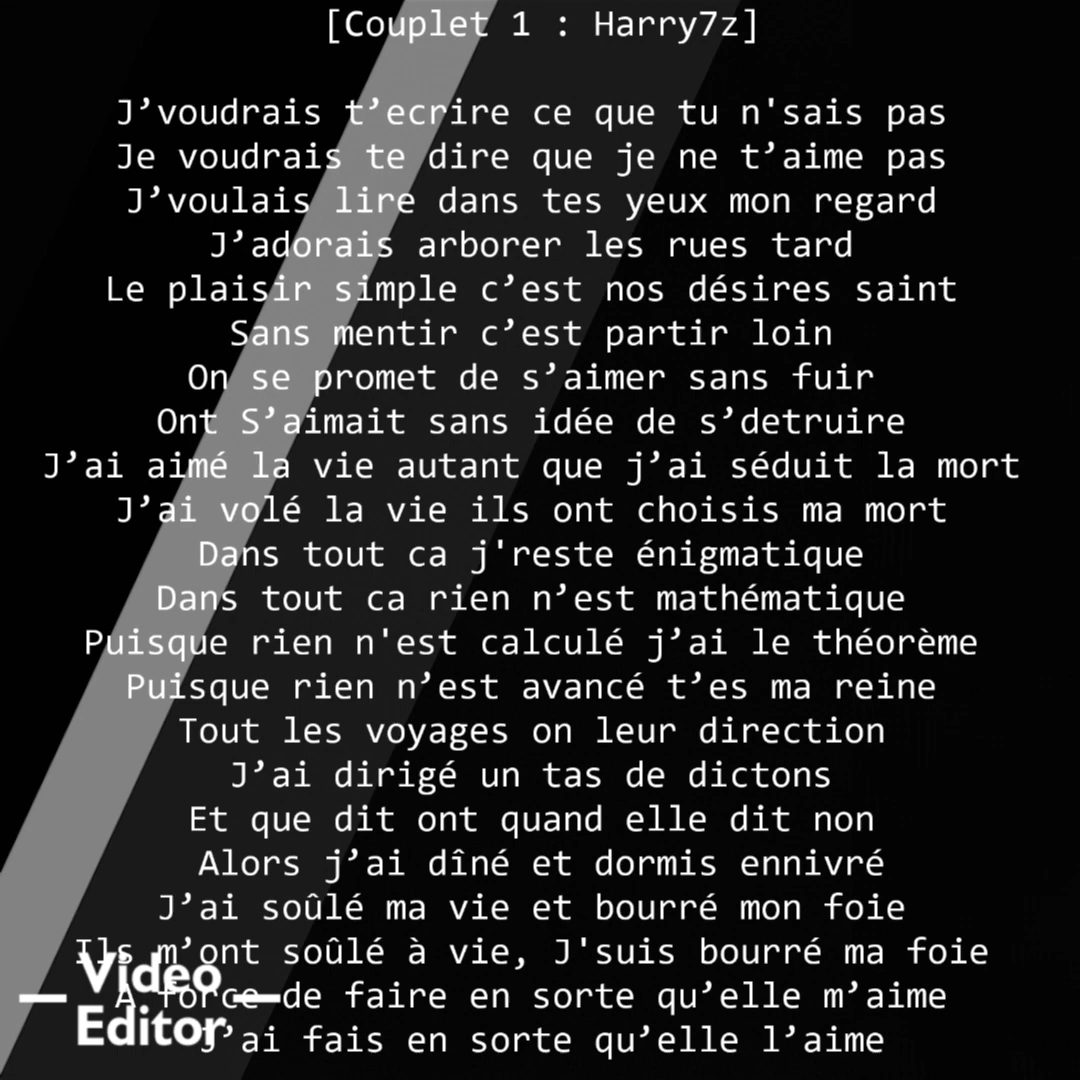 [Couplet 1 : Harry7z]
J’voudrais t’ecrire ce que tu n'sais pas
Je voudrais te dire que je ne t’aime pas
J’voulais lire dans tes yeux mon regard
J’adorais arborer les rues tard
Le plaisir simple c’est nos désires saint
Sans mentir c’est partir loin
On se promet de s’aimer sans fuir
Ont S’aimait sans idée de s’detruire
J’ai aimé la vie autant que j’ai séduit la mort
J’ai volé la vie ils ont choisis ma mort
Dans tout ca j'reste énigmatique
Dans tout ca rien n’est mathématique
Puisque rien n'est calculé j’ai le théorème
Puisque rien n’est avancé t’es ma reine
Tout les voyages on leur direction
J’ai dirigé un tas de dictons
Et que dit ont quand elle dit non
Alors j’ai dîné et dormis ennivré
J’ai soûlé ma vie et bourré mon foie
Ils m’ont soûlé à vie, J'suis bourré ma foie
A force de faire en sorte qu’elle m’aime
J’ai fais en sorte qu’elle l’aime
Video
Editor